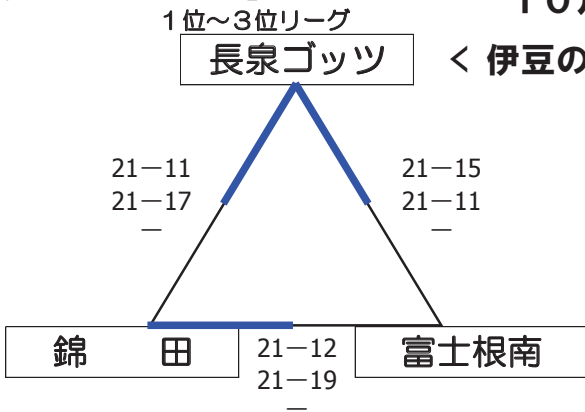 1位～3位リーグ
10
長泉ゴッツ
< 伊豆の
21－11
21－17
－
21－15
21－11
－
錦　　田
21－12
21－19
－
富士根南